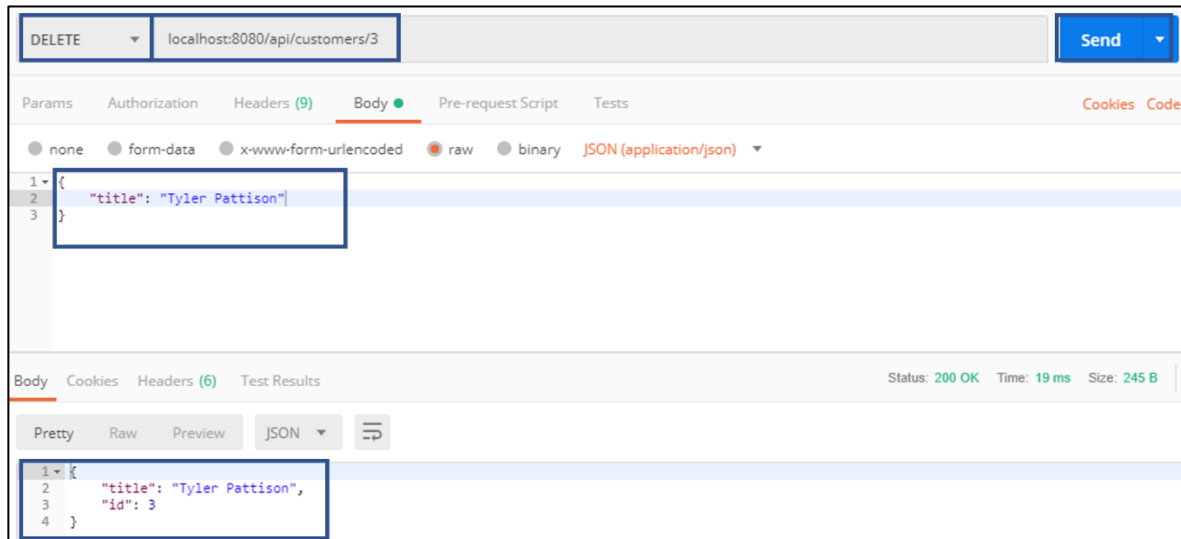 DELETE localhost:8080/api/customers/3 Send
Params Authorization Headers (9) Body Pre-request Script Tests Cookies Code
none form-data x-www-form-urlencoded raw binary JSON (application/json)
1 {
2 "title": "Tyler Pattison"
3 }
Body Cookies Headers (6) Test Results Status: 200 OK Time: 19 ms Size: 245 B
Pretty Raw Preview JSON
1 {
2 "title": "Tyler Pattison",
3 "id": 3
4 }